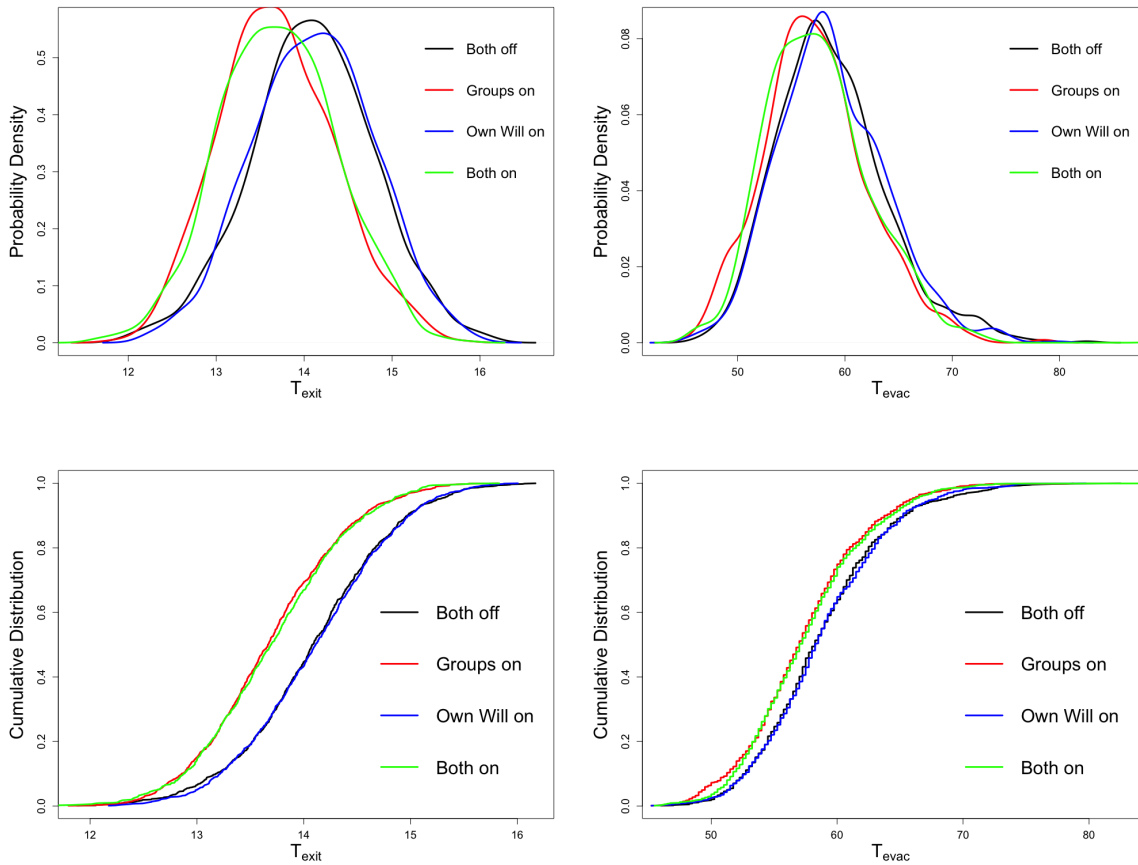 Probability Density
0.0 0.1 0.2 0.3 0.4 0.5
12 13 14 15 16
T_exit
Both off
Groups on
Own Will on
Both on
Probability Density
0.00 0.02 0.04 0.06 0.08
50 60 70 80
T_evac
Both off
Groups on
Own Will on
Both on
Cumulative Distribution
0.0 0.2 0.4 0.6 0.8 1.0
12 13 14 15 16
T_exit
Both off
Groups on
Own Will on
Both on
Cumulative Distribution
0.0 0.2 0.4 0.6 0.8 1.0
50 60 70 80
T_evac
Both off
Groups on
Own Will on
Both on